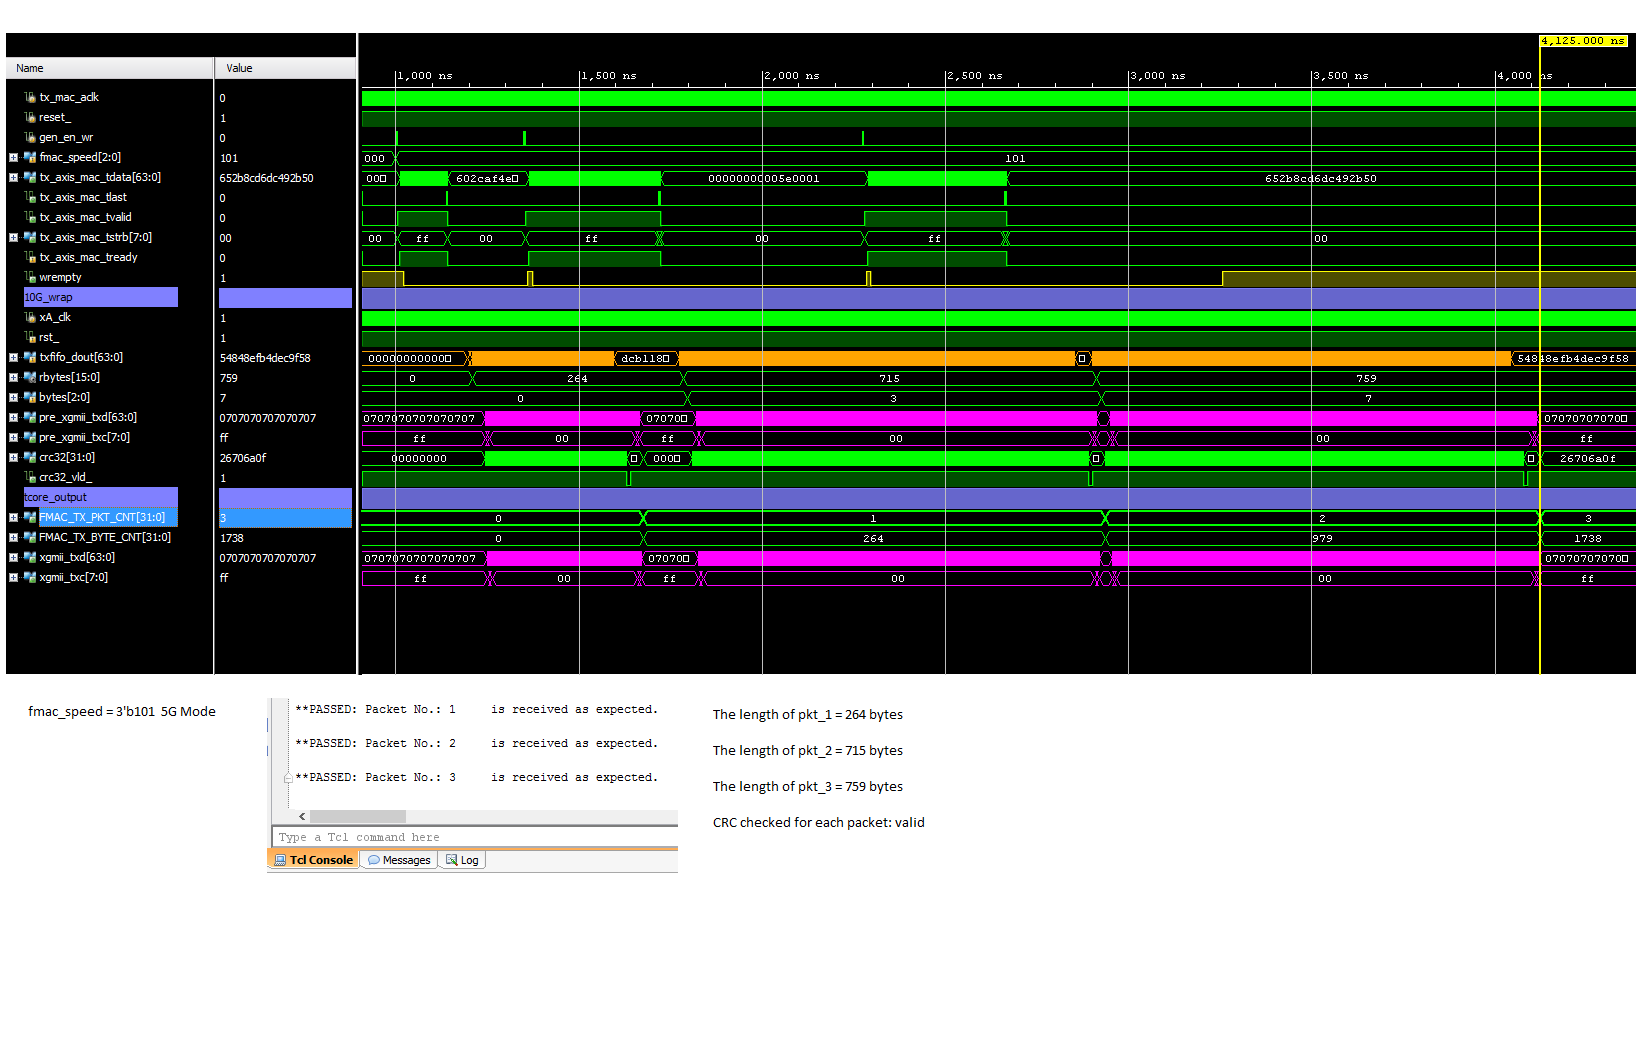 4,125.000 ns
Name Value
1,000 ns 1,500 ns 2,000 ns 2,500 ns 3,000 ns 3,500 ns 4,000 ns
tx_mac_aclk 0
reset_ 1
gen_en_wr 0
fmac_speed[2:0] 101 000 101
tx_axis_mac_tdata[63:0] 652b8cd6dc492b50 00 602caf4e 00000000005e0001 652b8cd6dc492b50
tx_axis_mac_tlast 0
tx_axis_mac_tvalid 0
tx_axis_mac_tstrb[7:0] 00 00 ff 00 ff 00 ff 00
tx_axis_mac_tready 0
wrempty 1
10G_wrap
xA_clk 1
rst_ 1
txfifo_dout[63:0] 54848efb4dec9f58 00000000000 dcb118 54848efb4dec9f58
rbytes[15:0] 759 0 264 715 759
bytes[2:0] 7 0 3 7
pre_xgmii_txd[63:0] 0707070707070707 0707070707070707 07070 07070707070
pre_xgmii_txc[7:0] ff ff 00 ff 00 00 ff
crc32[31:0] 26706a0f 00000000 000 26706a0f
crc32_vld_ 1
tcore_output
FMAC_TX_PKT_CNT[31:0] 3 0 1 2 3
FMAC_TX_BYTE_CNT[31:0] 1738 0 264 979 1738
xgmii_txd[63:0] 0707070707070707 0707070707070707 07070 07070707070
xgmii_txc[7:0] ff ff 00 ff 00 00 ff
fmac_speed = 3'b101 5G Mode
**PASSED: Packet No.: 1 is received as expected.
**PASSED: Packet No.: 2 is received as expected.
**PASSED: Packet No.: 3 is received as expected.
Type a Tcl command here
Tcl Console Messages Log
The length of pkt_1 = 264 bytes
The length of pkt_2 = 715 bytes
The length of pkt_3 = 759 bytes
CRC checked for each packet: valid